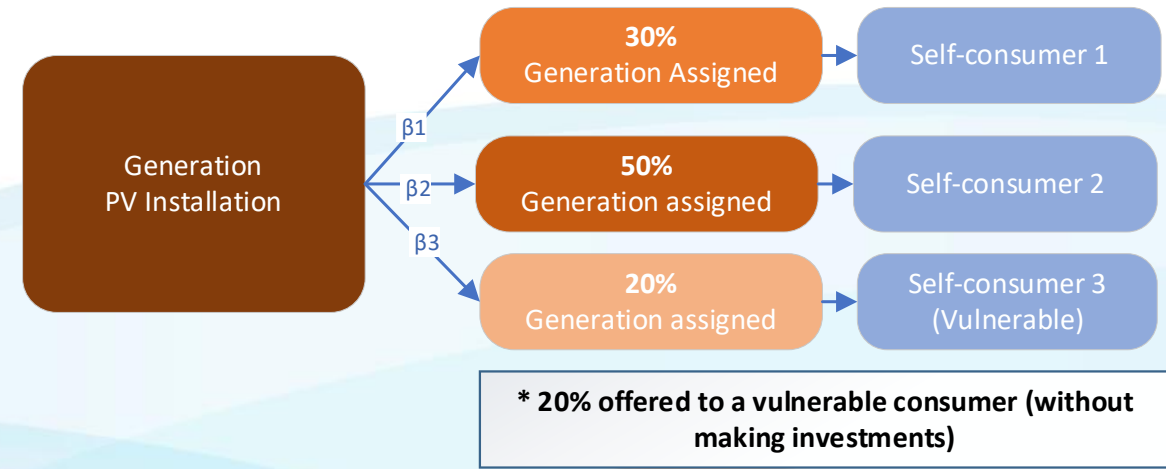 Generation
PV Installation
β1
β2
β3
30%
Generation Assigned
Self-consumer 1
50%
Generation assigned
Self-consumer 2
20%
Generation assigned
Self-consumer 3
(Vulnerable)
* 20% offered to a vulnerable consumer (without
making investments)